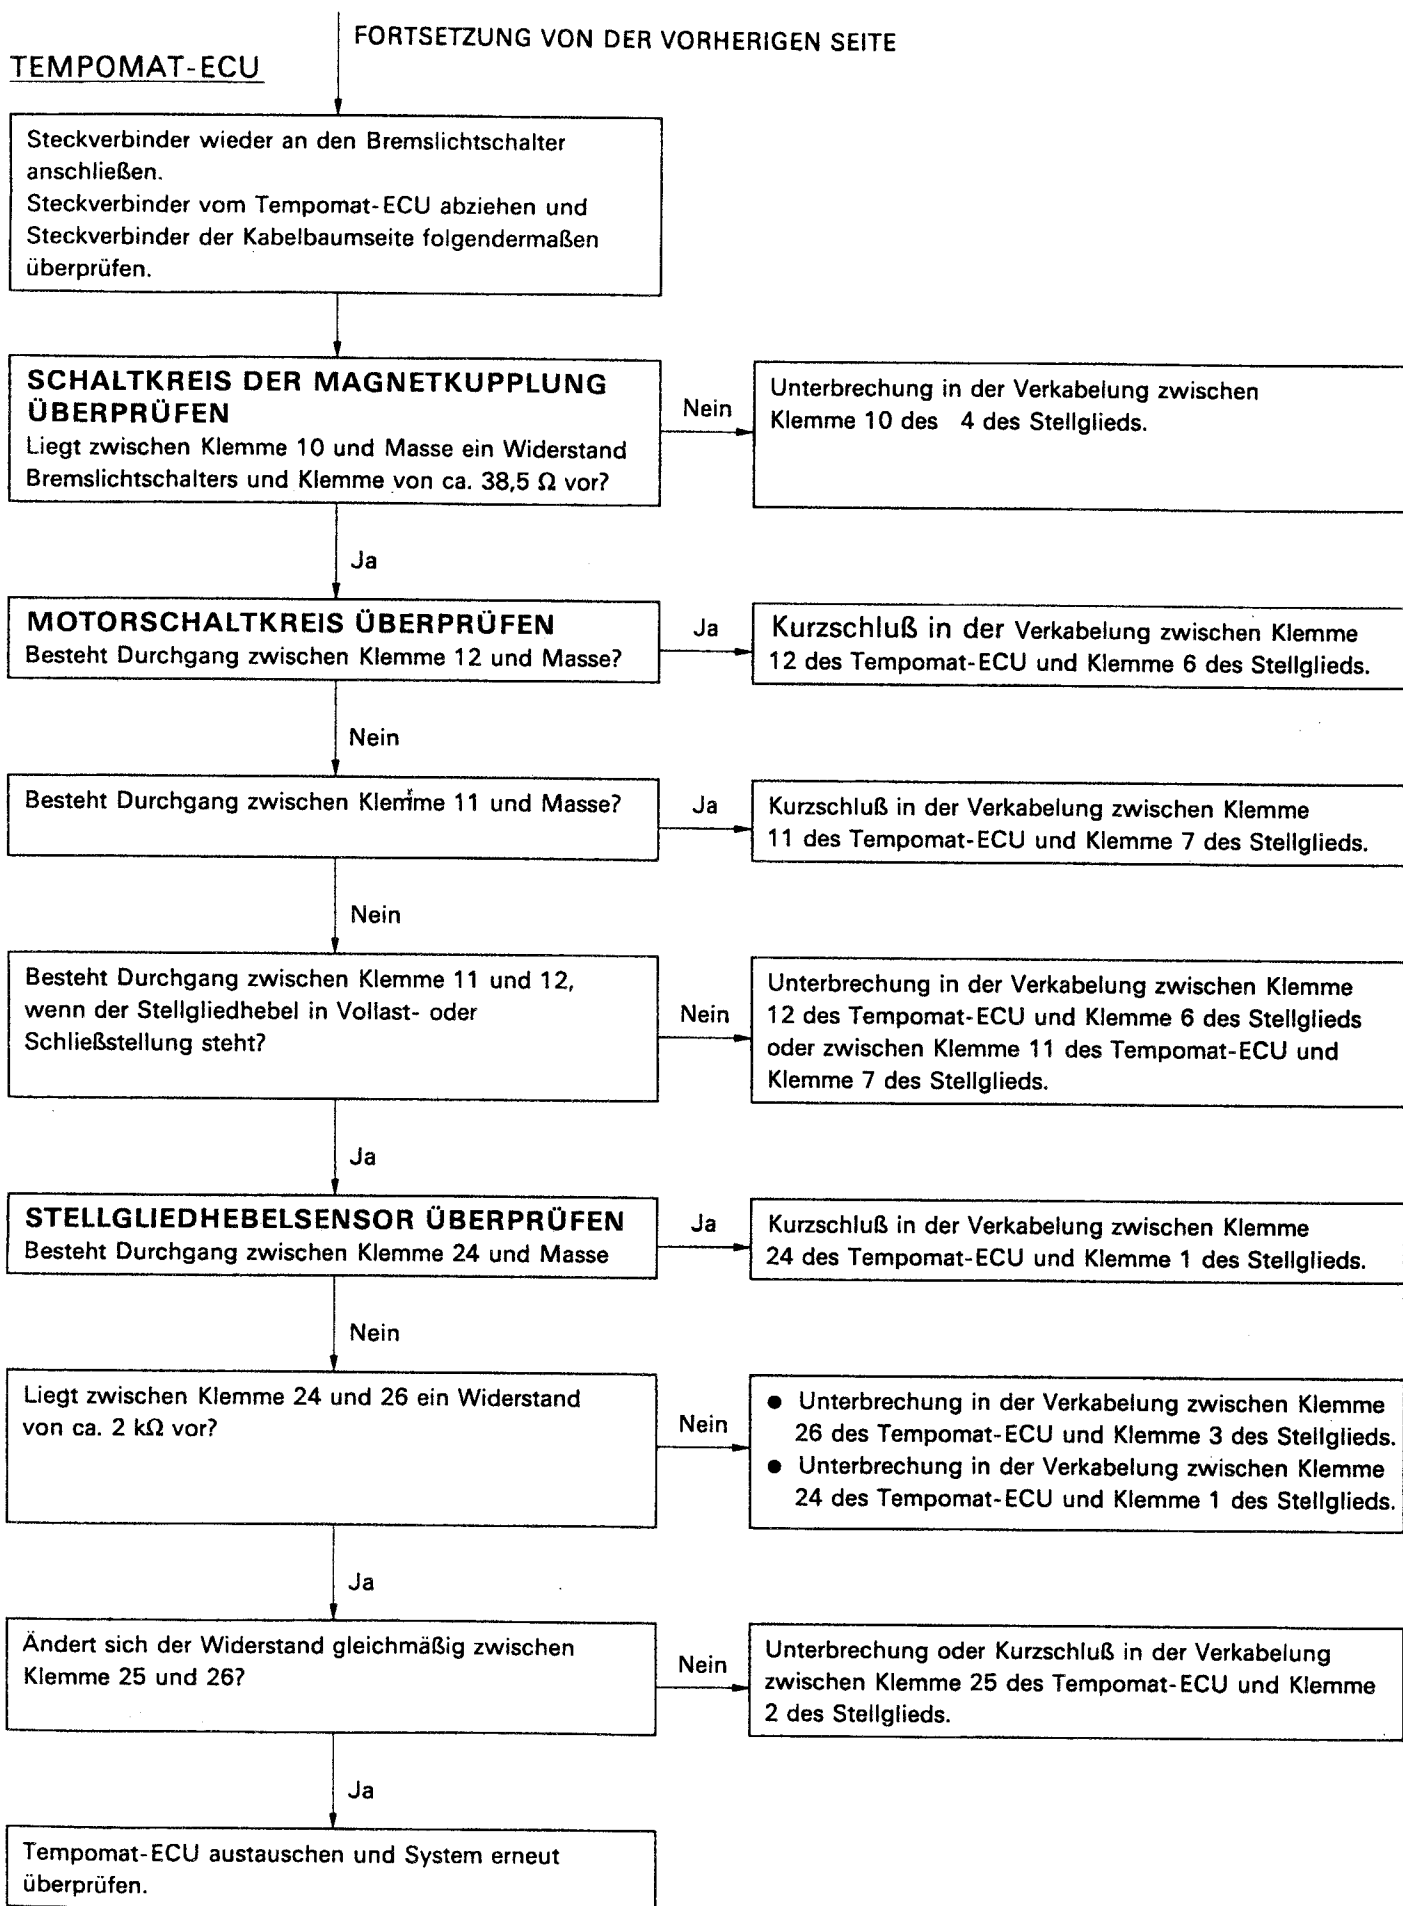 FORTSETZUNG VON DER VORHERIGEN SEITE
TEMPOMAT-ECU
Steckverbinder wieder an den Bremslichtschalter
anschließen.
Steckverbinder vom Tempomat-ECU abziehen und
Steckverbinder der Kabelbaumseite folgendermaßen
überprüfen.
SCHALTKREIS DER MAGNETKUPPLUNG
ÜBERPRÜFEN
Liegt zwischen Klemme 10 und Masse ein Widerstand
Bremslichtschalters und Klemme von ca. 38,5 Ω vor?
Nein
Unterbrechung in der Verkabelung zwischen
Klemme 10 des 4 des Stellglieds.
Ja
MOTORSCHALTKREIS ÜBERPRÜFEN
Besteht Durchgang zwischen Klemme 12 und Masse?
Ja
Kurzschluß in der Verkabelung zwischen Klemme
12 des Tempomat-ECU und Klemme 6 des Stellglieds.
Nein
Besteht Durchgang zwischen Klemme 11 und Masse?
Ja
Kurzschluß in der Verkabelung zwischen Klemme
11 des Tempomat-ECU und Klemme 7 des Stellglieds.
Nein
Besteht Durchgang zwischen Klemme 11 und 12,
wenn der Stellgliedhebel in Vollast- oder
Schließstellung steht?
Nein
Unterbrechung in der Verkabelung zwischen Klemme
12 des Tempomat-ECU und Klemme 6 des Stellglieds
oder zwischen Klemme 11 des Tempomat-ECU und
Klemme 7 des Stellglieds.
Ja
STELLGLIEDHEBELSENSOR ÜBERPRÜFEN
Besteht Durchgang zwischen Klemme 24 und Masse
Ja
Kurzschluß in der Verkabelung zwischen Klemme
24 des Tempomat-ECU und Klemme 1 des Stellglieds.
Nein
Liegt zwischen Klemme 24 und 26 ein Widerstand
von ca. 2 kΩ vor?
Nein
● Unterbrechung in der Verkabelung zwischen Klemme
26 des Tempomat-ECU und Klemme 3 des Stellglieds.
● Unterbrechung in der Verkabelung zwischen Klemme
24 des Tempomat-ECU und Klemme 1 des Stellglieds.
Ja
Ändert sich der Widerstand gleichmäßig zwischen
Klemme 25 und 26?
Nein
Unterbrechung oder Kurzschluß in der Verkabelung
zwischen Klemme 25 des Tempomat-ECU und Klemme
2 des Stellglieds.
Ja
Tempomat-ECU austauschen und System erneut
überprüfen.